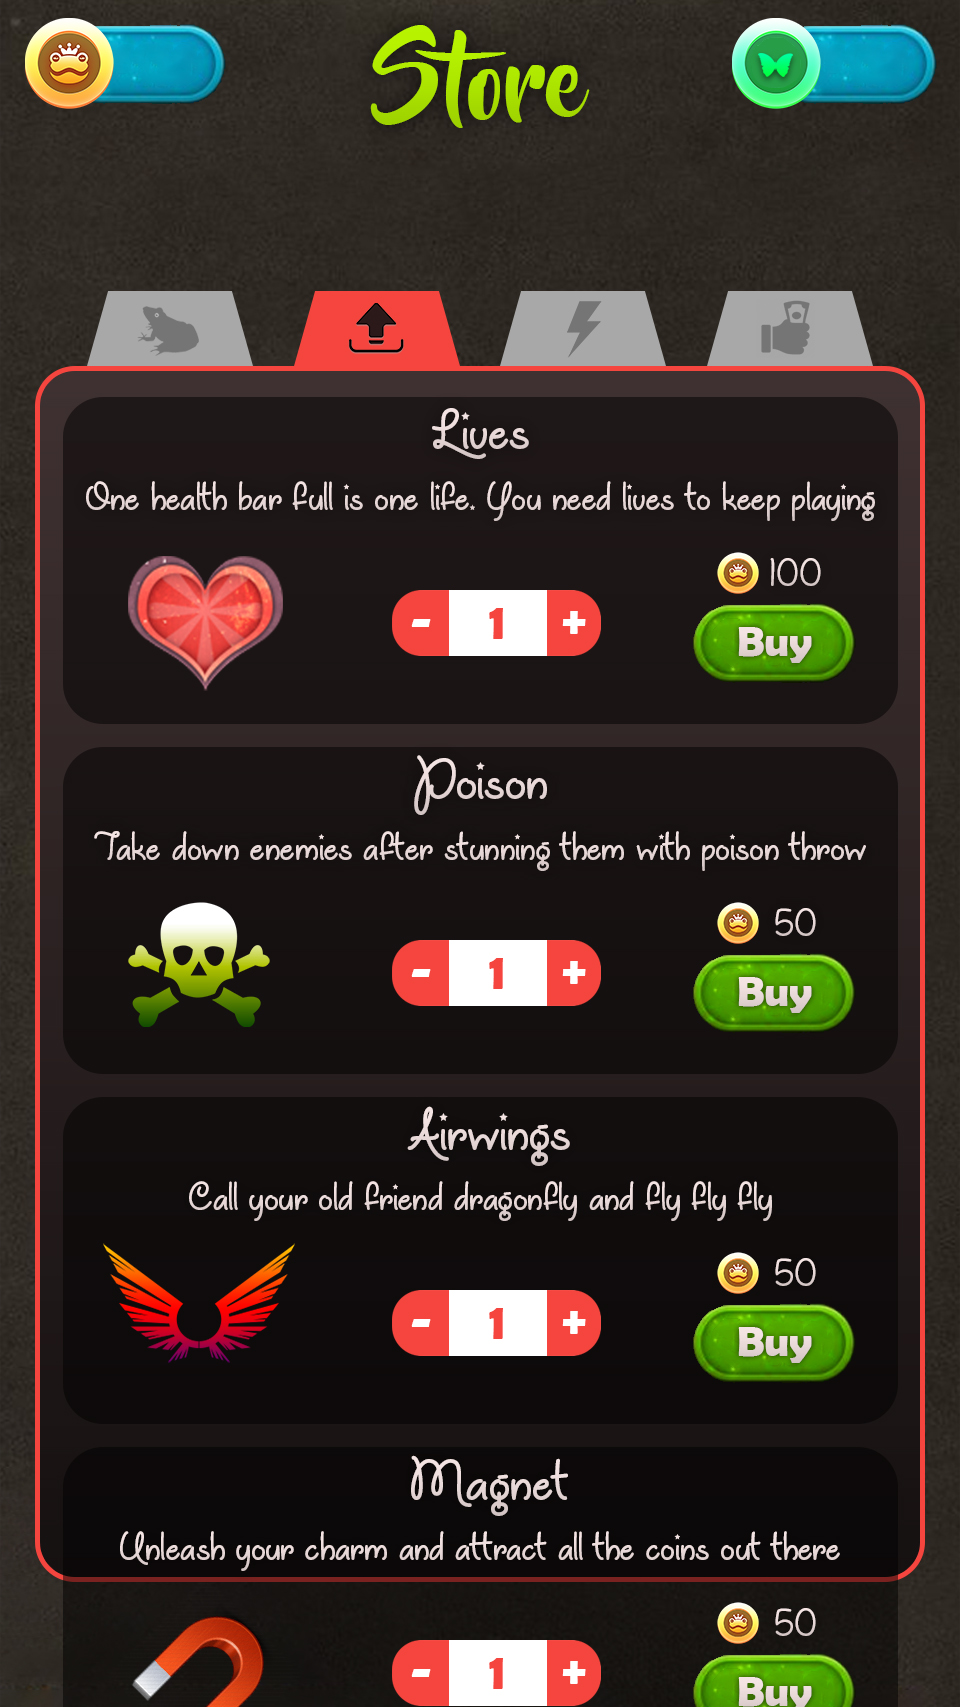 Store
Lives
One health bar full is one life. You need lives to keep playing
100
- 1 +
Buy
Poison
Take down enemies after stunning them with poison throw
50
- 1 +
Buy
Airwings
Call your old friend dragonfly and fly fly fly
50
- 1 +
Buy
Magnet
Unleash your charm and attract all the coins out there
50
- 1 +
Buy